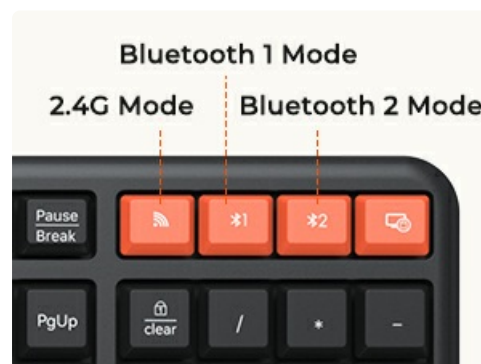 Bluetooth 1 Mode
2.4G Mode
Bluetooth 2 Mode
Pause
Break
1
2
PgUp
clear
/
*
-